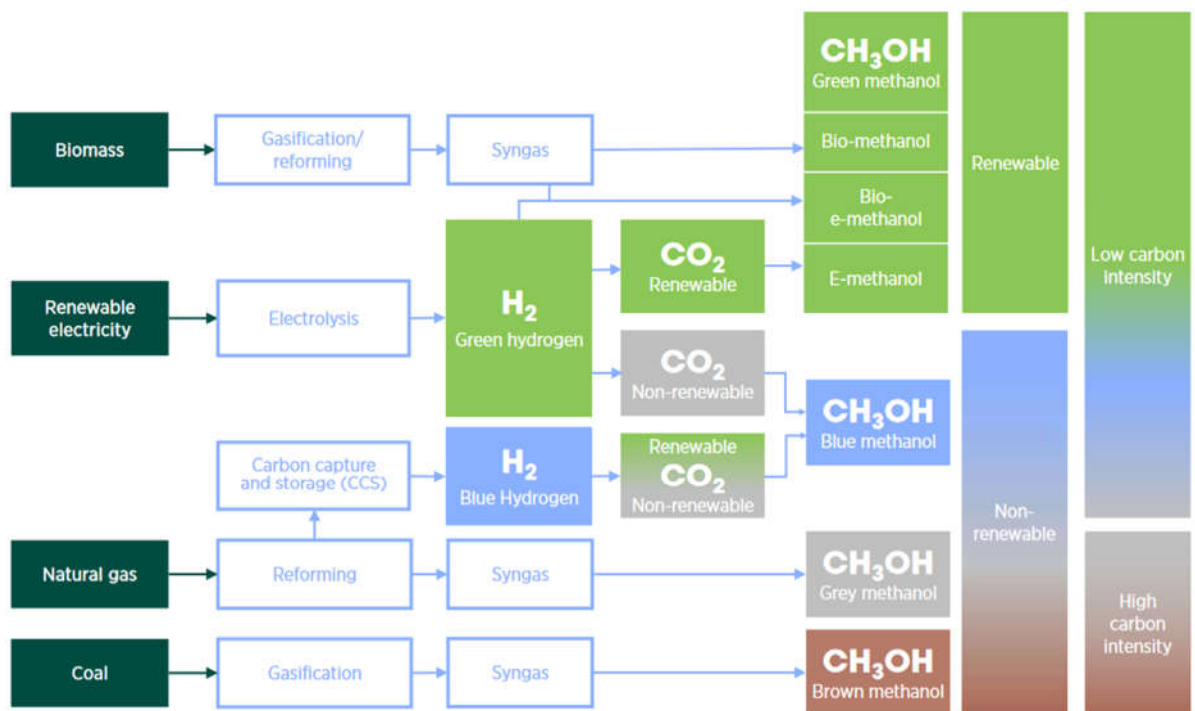 CH₃OH
Green methanol
Biomass
Gasification/
reforming
Syngas
Bio-methanol
Renewable
Bio-
e-methanol
Renewable
electricity
Electrolysis
H₂
Green hydrogen
CO₂
Renewable
E-methanol
Low carbon
intensity
CO₂
Non-renewable
CH₃OH
Blue methanol
Carbon capture
and storage (CCS)
H₂
Blue Hydrogen
Renewable
CO₂
Non-renewable
Non-
renewable
Natural gas
Reforming
Syngas
CH₃OH
Grey methanol
High
carbon
intensity
Coal
Gasification
Syngas
CH₃OH
Brown methanol